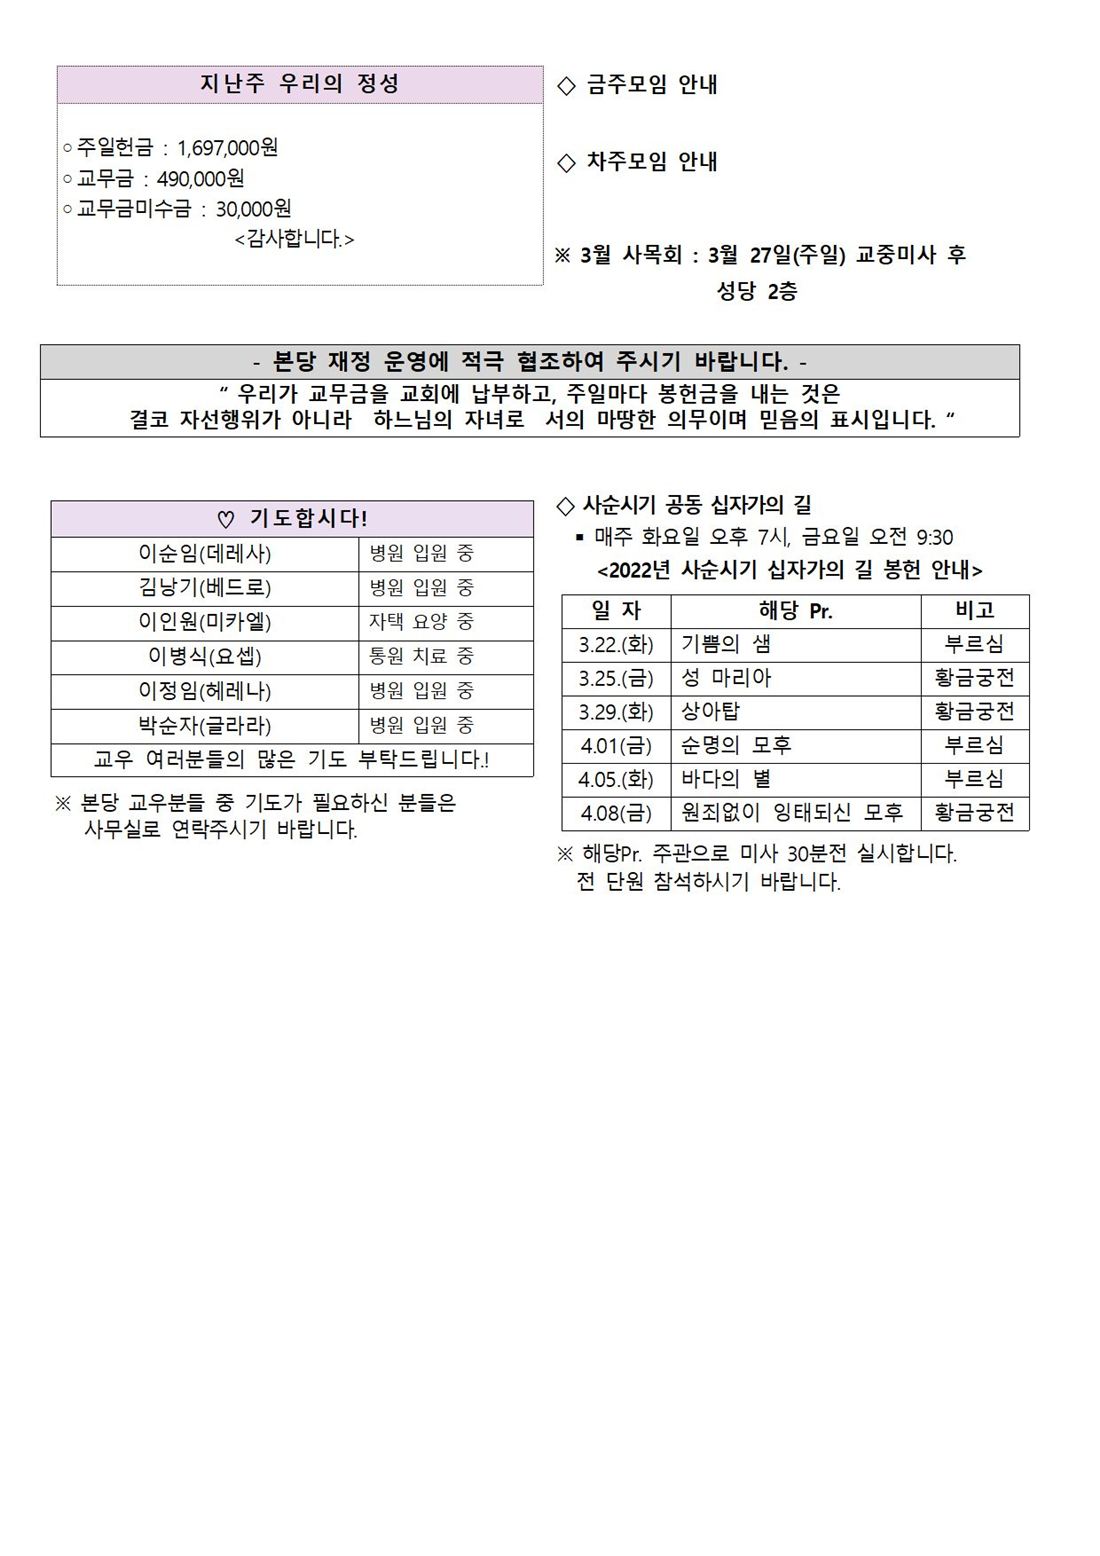 지난주 우리의 정성
○ 주일헌금 : 1,697,000원
○ 교무금 : 490,000원
○ 교무금미수금 : 30,000원
<감사합니다.>
◇ 금주모임 안내
◇ 차주모임 안내
※ 3월 사목회 : 3월 27일(주일) 교중미사 후
성당 2층
- 본당 재정 운영에 적극 협조하여 주시기 바랍니다. -
“ 우리가 교무금을 교회에 납부하고, 주일마다 봉헌금을 내는 것은
결코 자선행위가 아니라 하느님의 자녀로 서의 마땅한 의무이며 믿음의 표시입니다. “
♡ 기도합시다!
이순임(데레사) 병원 입원 중
김낭기(베드로) 병원 입원 중
이인원(미카엘) 자택 요양 중
이병식(요셉) 통원 치료 중
이정임(헤레나) 병원 입원 중
박순자(글라라) 병원 입원 중
교우 여러분들의 많은 기도 부탁드립니다.!
※ 본당 교우분들 중 기도가 필요하신 분들은
사무실로 연락주시기 바랍니다.
◇ 사순시기 공동 십자가의 길
▪ 매주 화요일 오후 7시, 금요일 오전 9:30
<2022년 사순시기 십자가의 길 봉헌 안내>
일 자 해당 Pr. 비고
3.22.(화) 기쁨의 샘 부르심
3.25.(금) 성 마리아 황금궁전
3.29.(화) 상아탑 황금궁전
4.01(금) 순명의 모후 부르심
4.05.(화) 바다의 별 부르심
4.08(금) 원죄없이 잉태되신 모후 황금궁전
※ 해당Pr. 주관으로 미사 30분전 실시합니다.
전 단원 참석하시기 바랍니다.